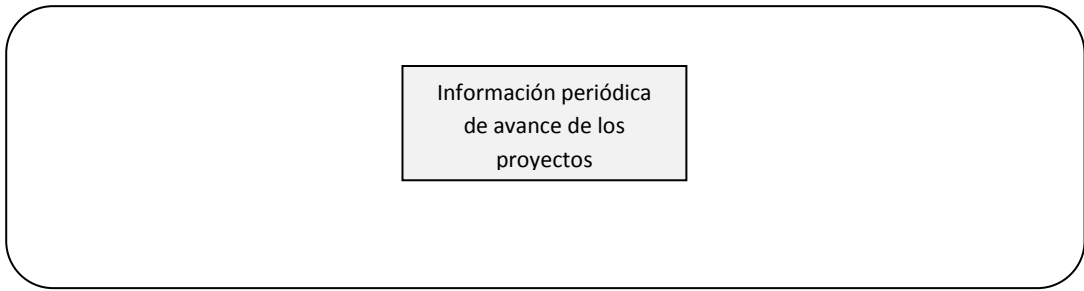 Información periódica
de avance de los
proyectos